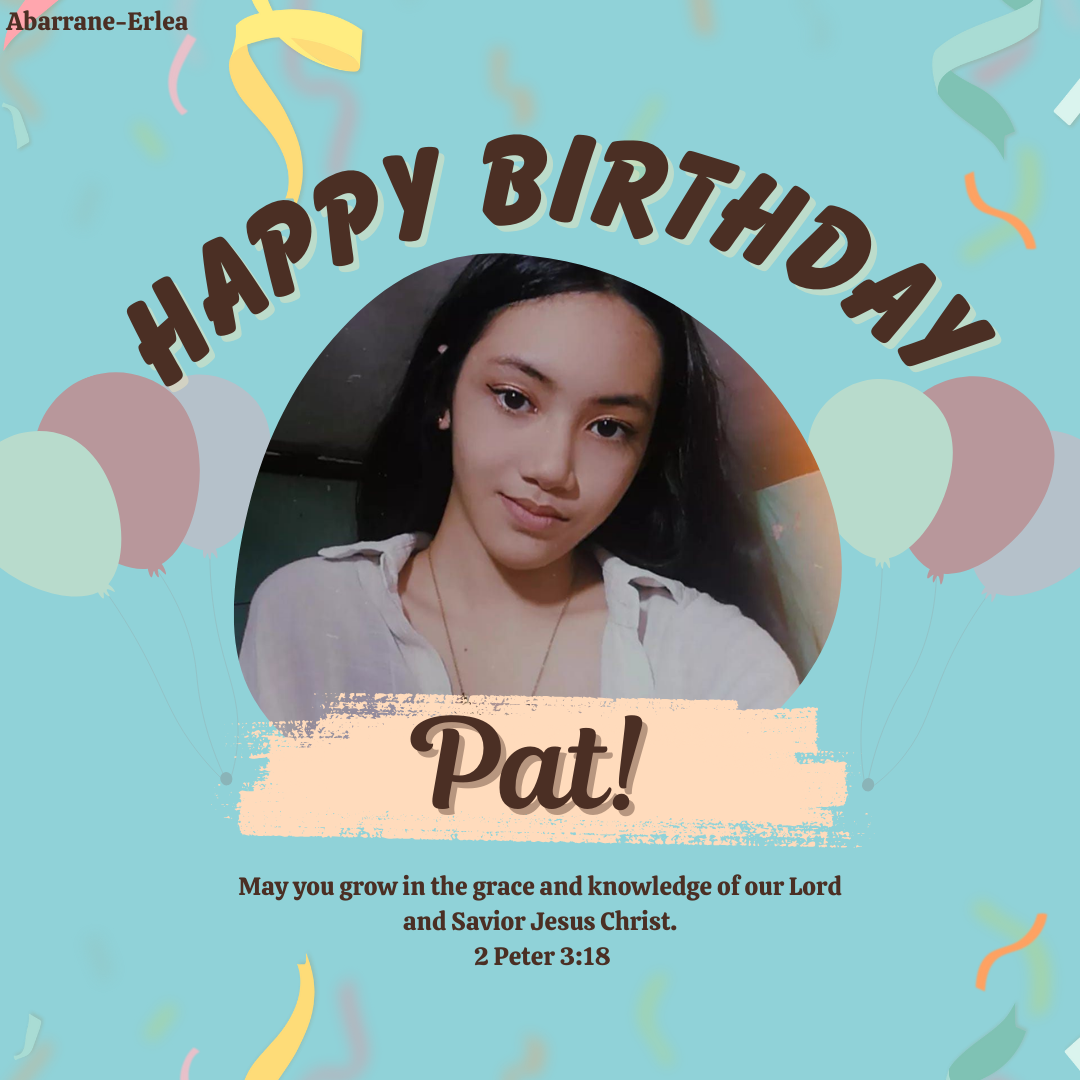 Abarrane-Erlea
HAPPY BIRTHDAY
Pat!
May you grow in the grace and knowledge of our Lord
and Savior Jesus Christ.
2 Peter 3:18